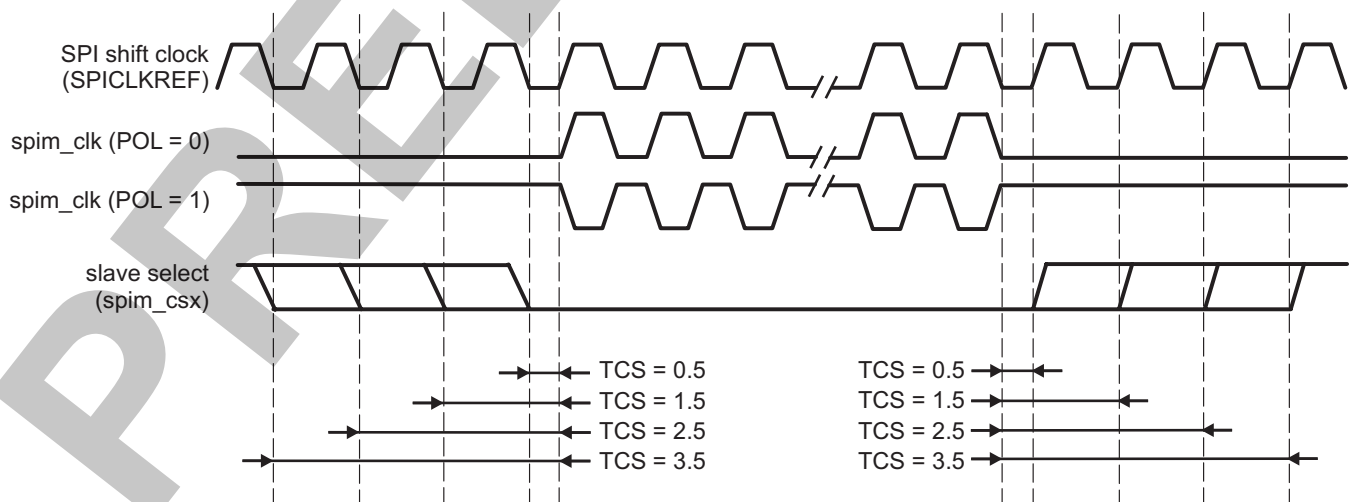 SPI shift clock
(SPICLKREF)
spim_clk (POL = 0)
spim_clk (POL = 1)
slave select
(spim_csx)
TCS = 0.5
TCS = 1.5
TCS = 2.5
TCS = 3.5
TCS = 0.5
TCS = 1.5
TCS = 2.5
TCS = 3.5
PRE